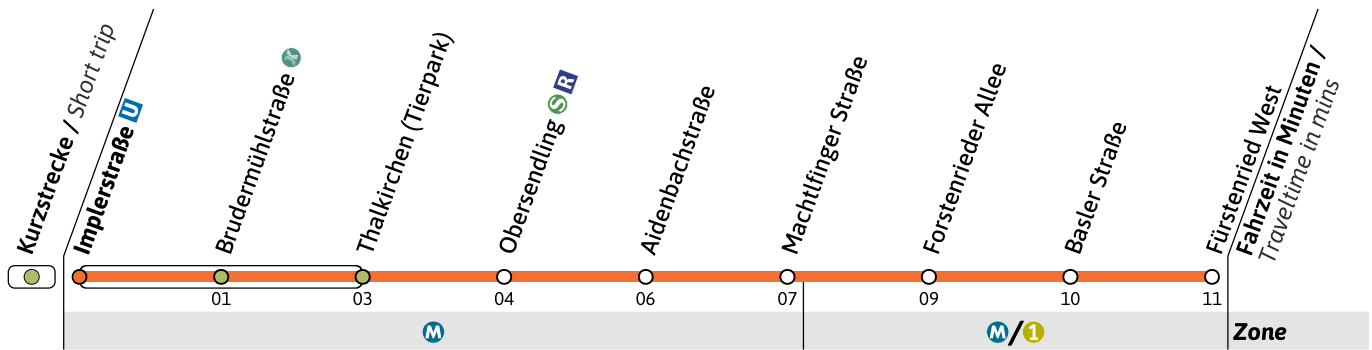 Kurzstrecke / Short trip
Implerstraße U
Brudermühlstraße X
Thalkirchen (Tierpark)
Obersendling S R
Aidenbachstraße
Machtlfinger Straße
Forstenrieder Allee
Basler Straße
Fürstenried West
Fahrzeit in Minuten /
Traveltime in mins
01 03 04 06 07 09 10 11
M M/1 Zone